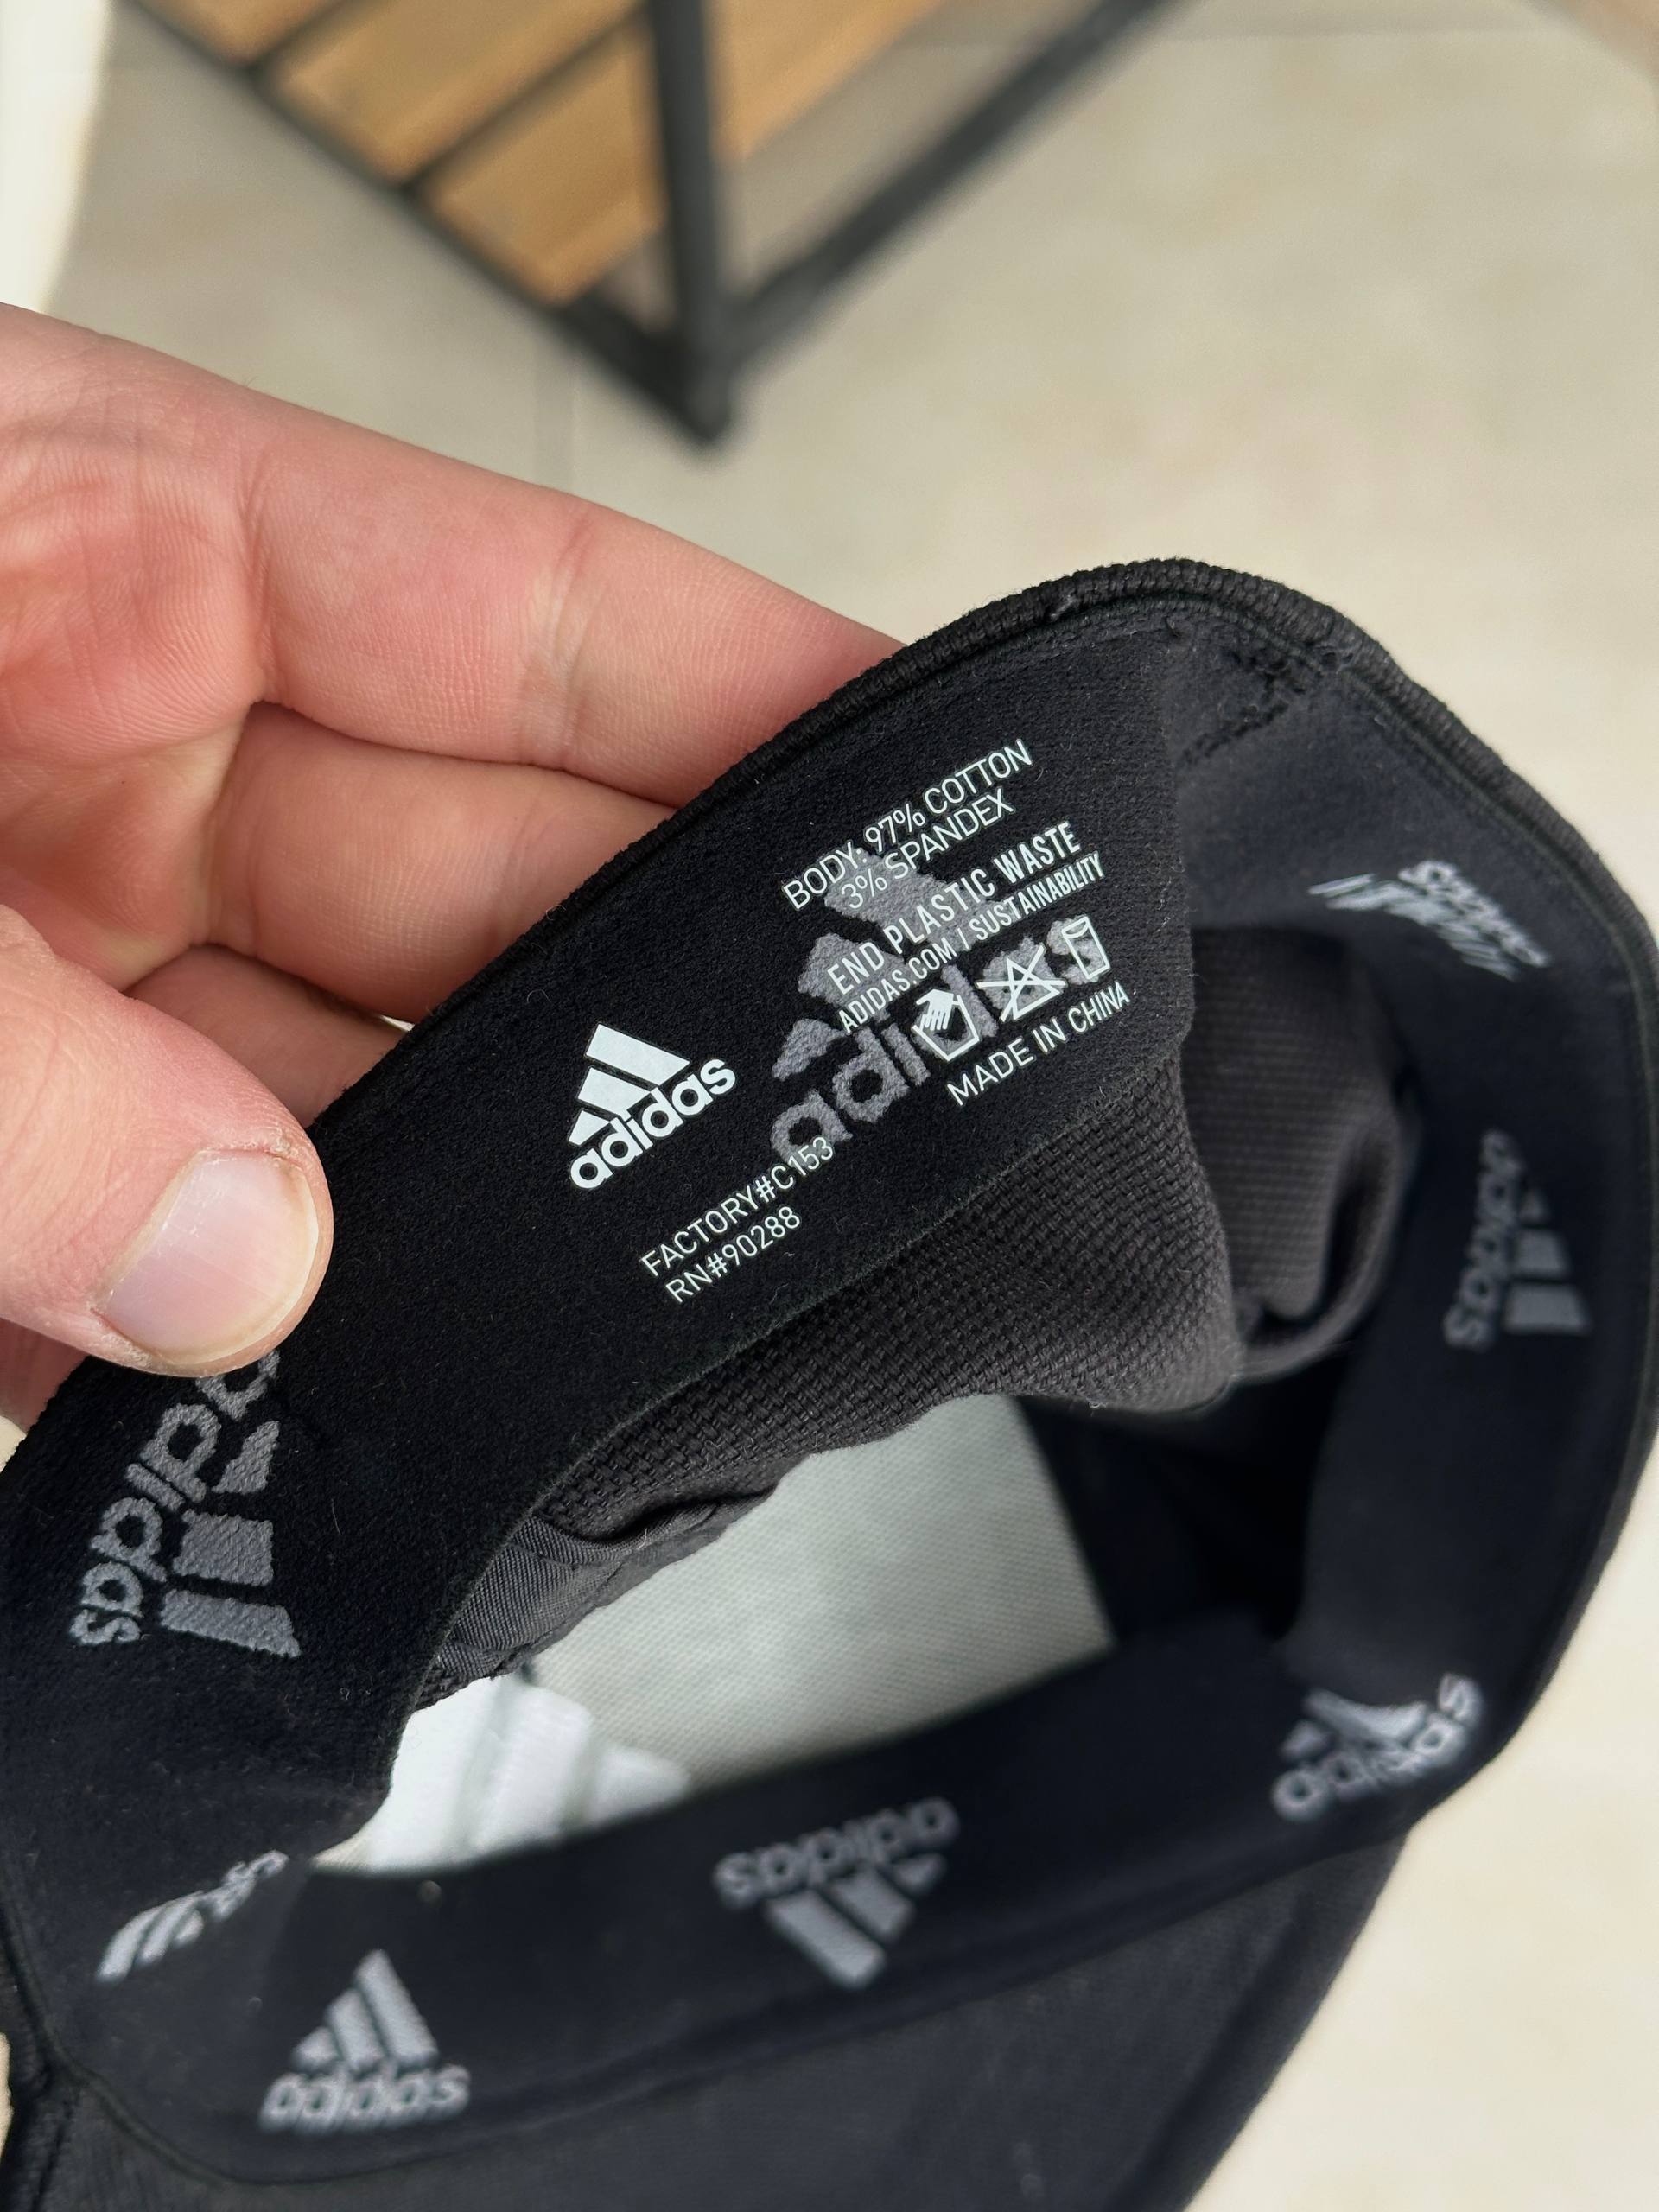 BODY: 97% COTTON
3% SPANDEX
END PLASTIC WASTE
ADIDAS.COM / SUSTAINABILITY
MADE IN CHINA
adidas
adidas
FACTORY#C153
RN#90288
adidas
adidas
adidas
adidas
adidas
adidas